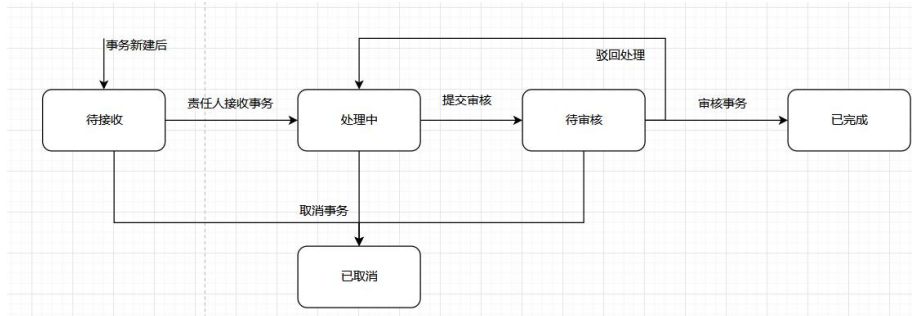 事务新建后
驳回处理
责任人接收事务
提交审核
审核事务
待接收
处理中
待审核
已完成
取消事务
已取消